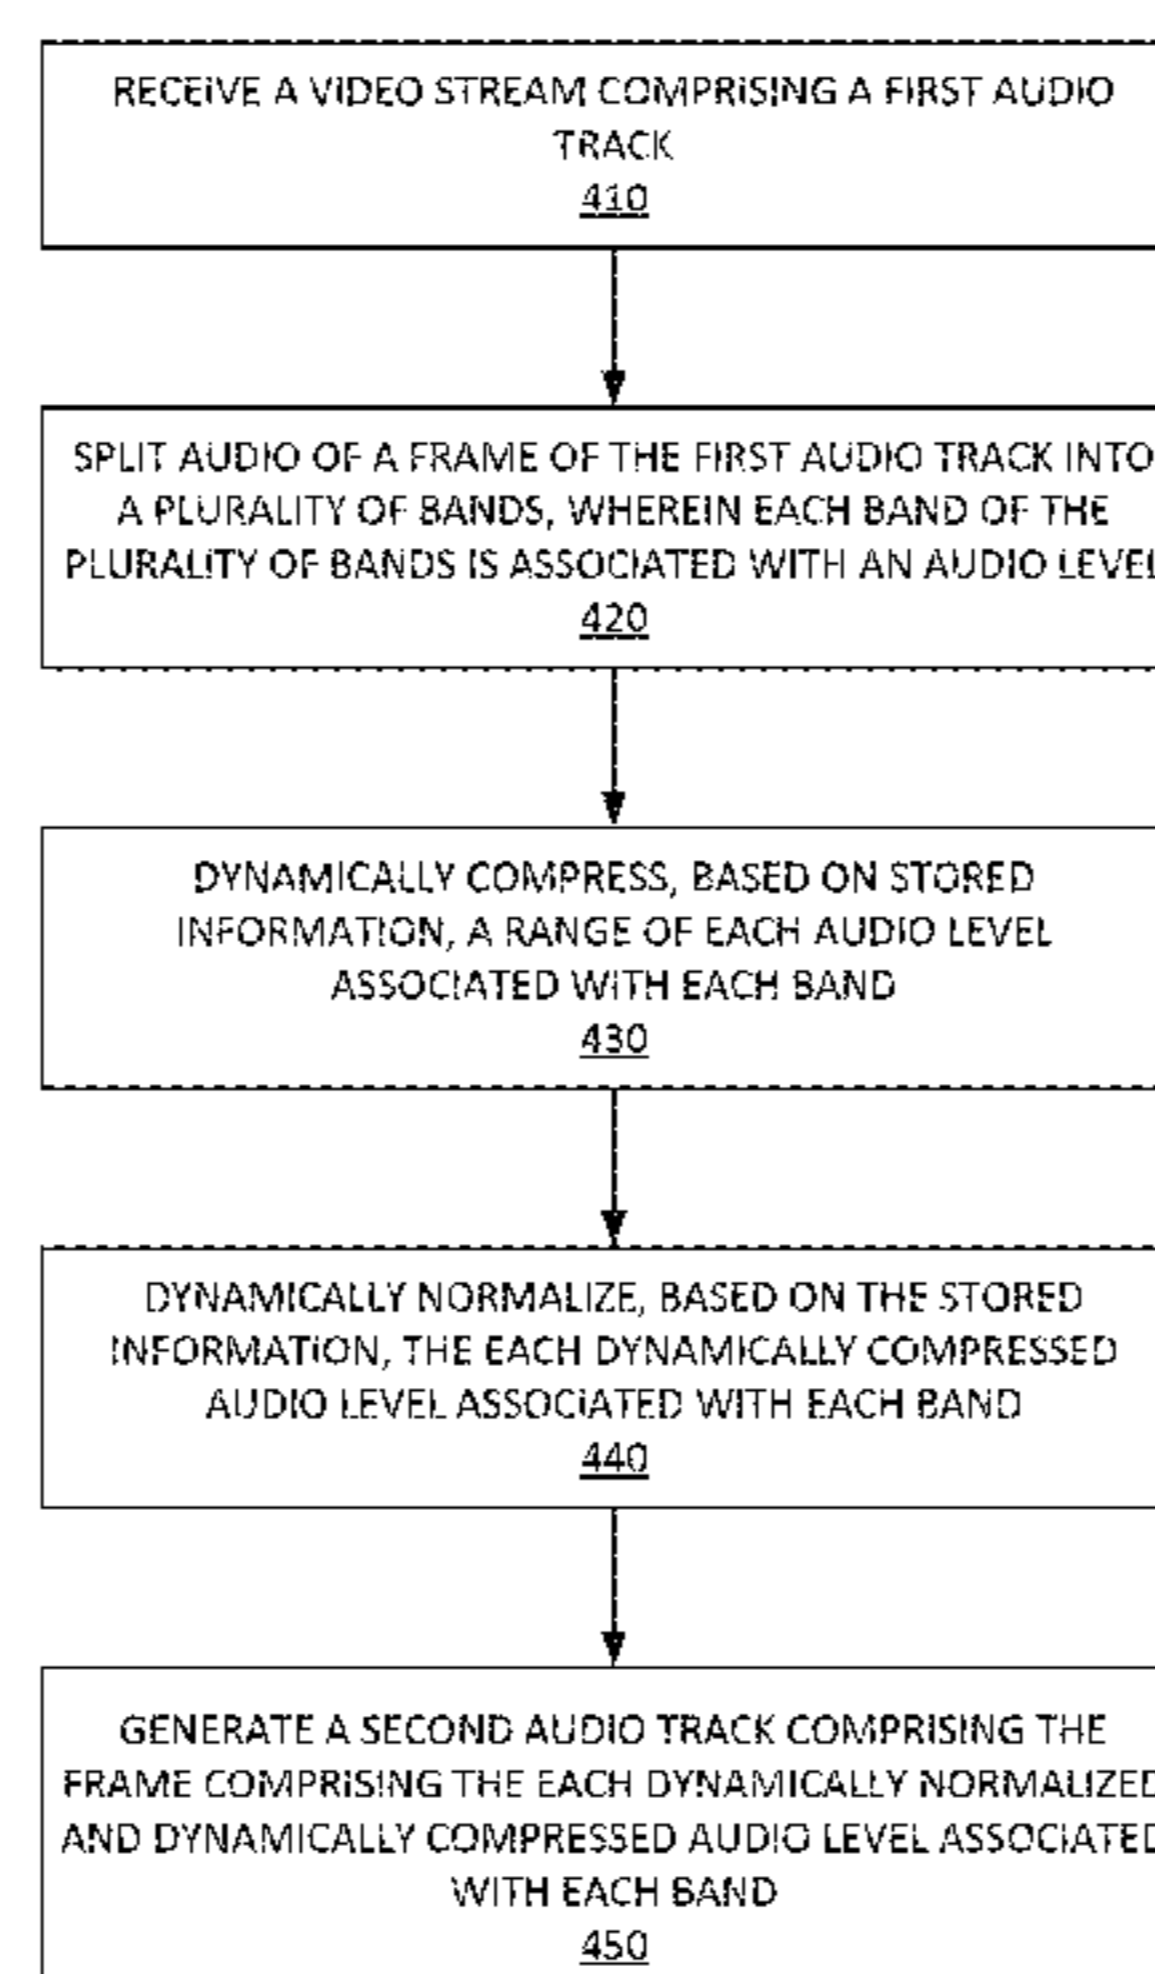 RECEIVE A VIDEO STREAM COMPRISING A FIRST AUDIO
TRACK
410
SPLIT AUDIO OF A FRAME OF THE FIRST AUDIO TRACK INTO
A PLURALITY OF BANDS, WHEREIN EACH BAND OF THE
PLURALITY OF BANDS IS ASSOCIATED WITH AN AUDIO LEVEL
420
DYNAMICALLY COMPRESS, BASED ON STORED
INFORMATION, A RANGE OF EACH AUDIO LEVEL
ASSOCIATED WITH EACH BAND
430
DYNAMICALLY NORMALIZE, BASED ON THE STORED
INFORMATION, THE EACH DYNAMICALLY COMPRESSED
AUDIO LEVEL ASSOCIATED WITH EACH BAND
440
GENERATE A SECOND AUDIO TRACK COMPRISING THE
FRAME COMPRISING THE EACH DYNAMICALLY NORMALIZED
AND DYNAMICALLY COMPRESSED AUDIO LEVEL ASSOCIATED
WITH EACH BAND
450